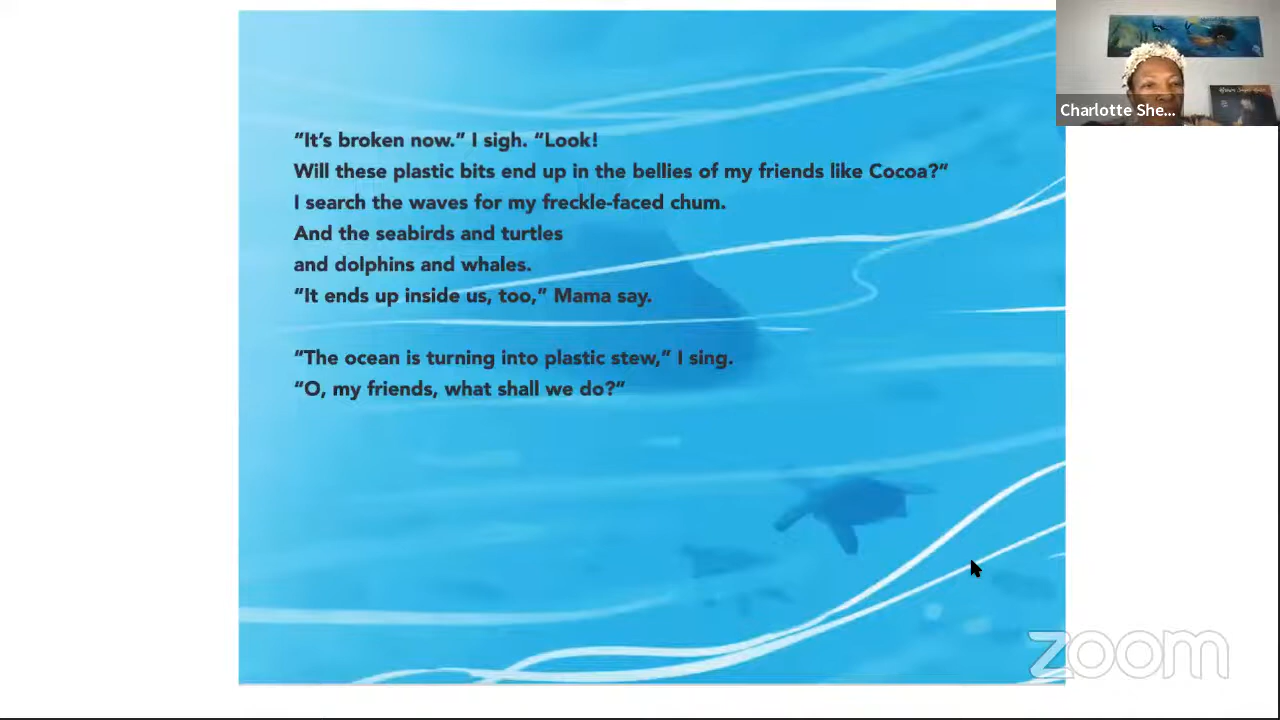 “It’s broken now.” I sigh. “Look!
Will these plastic bits end up in the bellies of my friends like Cocoa?”
I search the waves for my freckle-faced chum.
And the seabirds and turtles
and dolphins and whales.
“It ends up inside us, too,” Mama say.
“The ocean is turning into plastic stew,” I sing.
“O, my friends, what shall we do?”
Charlotte She...
zoom